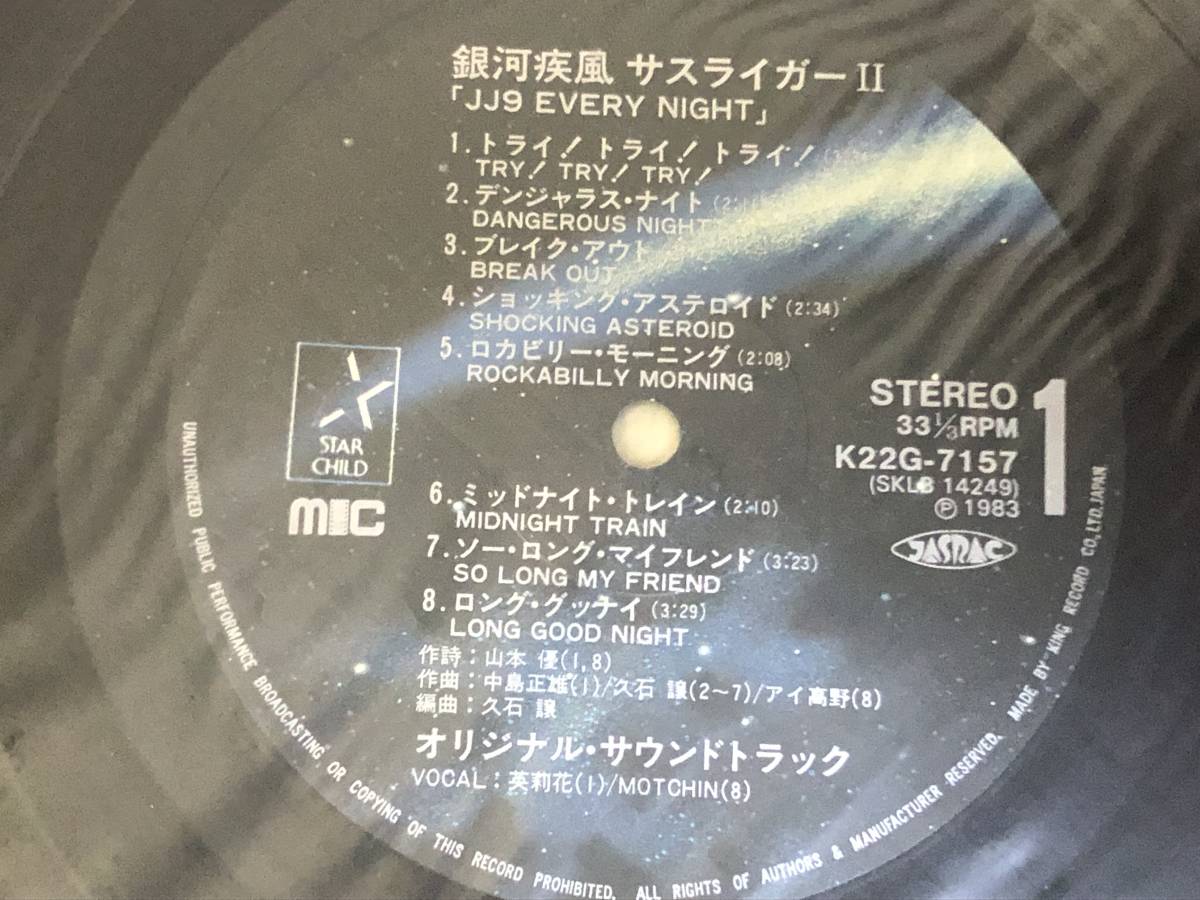 銀河疾風 サスライガーII
「JJ9 EVERY NIGHT」
1. トライ! トライ! トライ!
TRY! TRY! TRY!
2. デンジャラス・ナイト
DANGEROUS NIGHT
3. ブレイク・アウト
BREAK OUT
4. ショッキング・アステロイド (2:34)
SHOCKING ASTEROID
5. ロカビリー・モーニング (2:08)
ROCKABILLY MORNING
STAR
CHILD
mic
STEREO
33 1/3 RPM
K22G-7157
(SKLB 14249)
℗ 1983
1
JASRAC
6. ミッドナイト・トレイン (2:10)
MIDNIGHT TRAIN
7. ソー・ロング・マイフレンド (3:23)
SO LONG MY FRIEND
8. ロング・グッナイ (3:29)
LONG GOOD NIGHT
作詩:山本 優(1,8)
作曲:中島正雄(1)/久石 譲(2~7)/アイ高野(8)
編曲:久石 譲
オリジナル・サウンドトラック
VOCAL:英莉花(1)/MOTCHIN(8)
UNAUTHORIZED PUBLIC PERFORMANCE BROADCASTING OR COPYING OF THIS RECORD PROHIBITED. ALL RIGHTS OF AUTHORS & MANUFACTURER RESERVED. MADE BY KING RECORD CO., LTD. JAPAN.